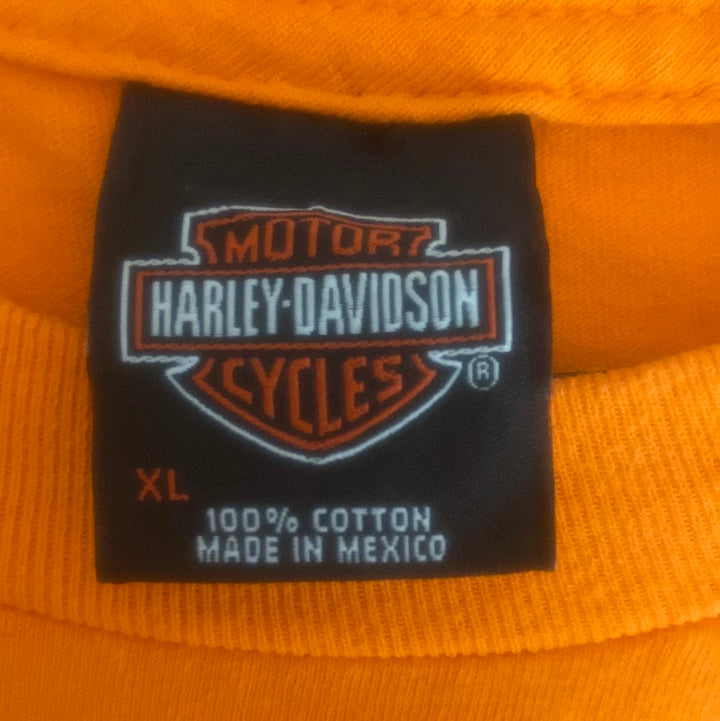 MOTOR
HARLEY-DAVIDSON
CYCLES
®
XL
100% COTTON
MADE IN MEXICO